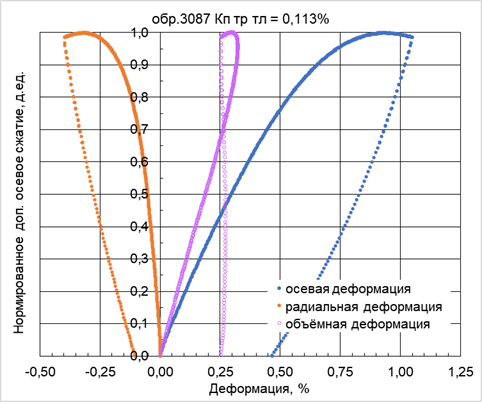 обр.3087 Кп тр тл = 0,113%
Нормированное доп. осевое сжатие, д.ед.
1,0
0,9
0,8
0,7
0,6
0,5
0,4
0,3
0,2
0,1
0,0
осевая деформация
радиальная деформация
объёмная деформация
-0,50 -0,25 0,00 0,25 0,50 0,75 1,00 1,25
Деформация, %